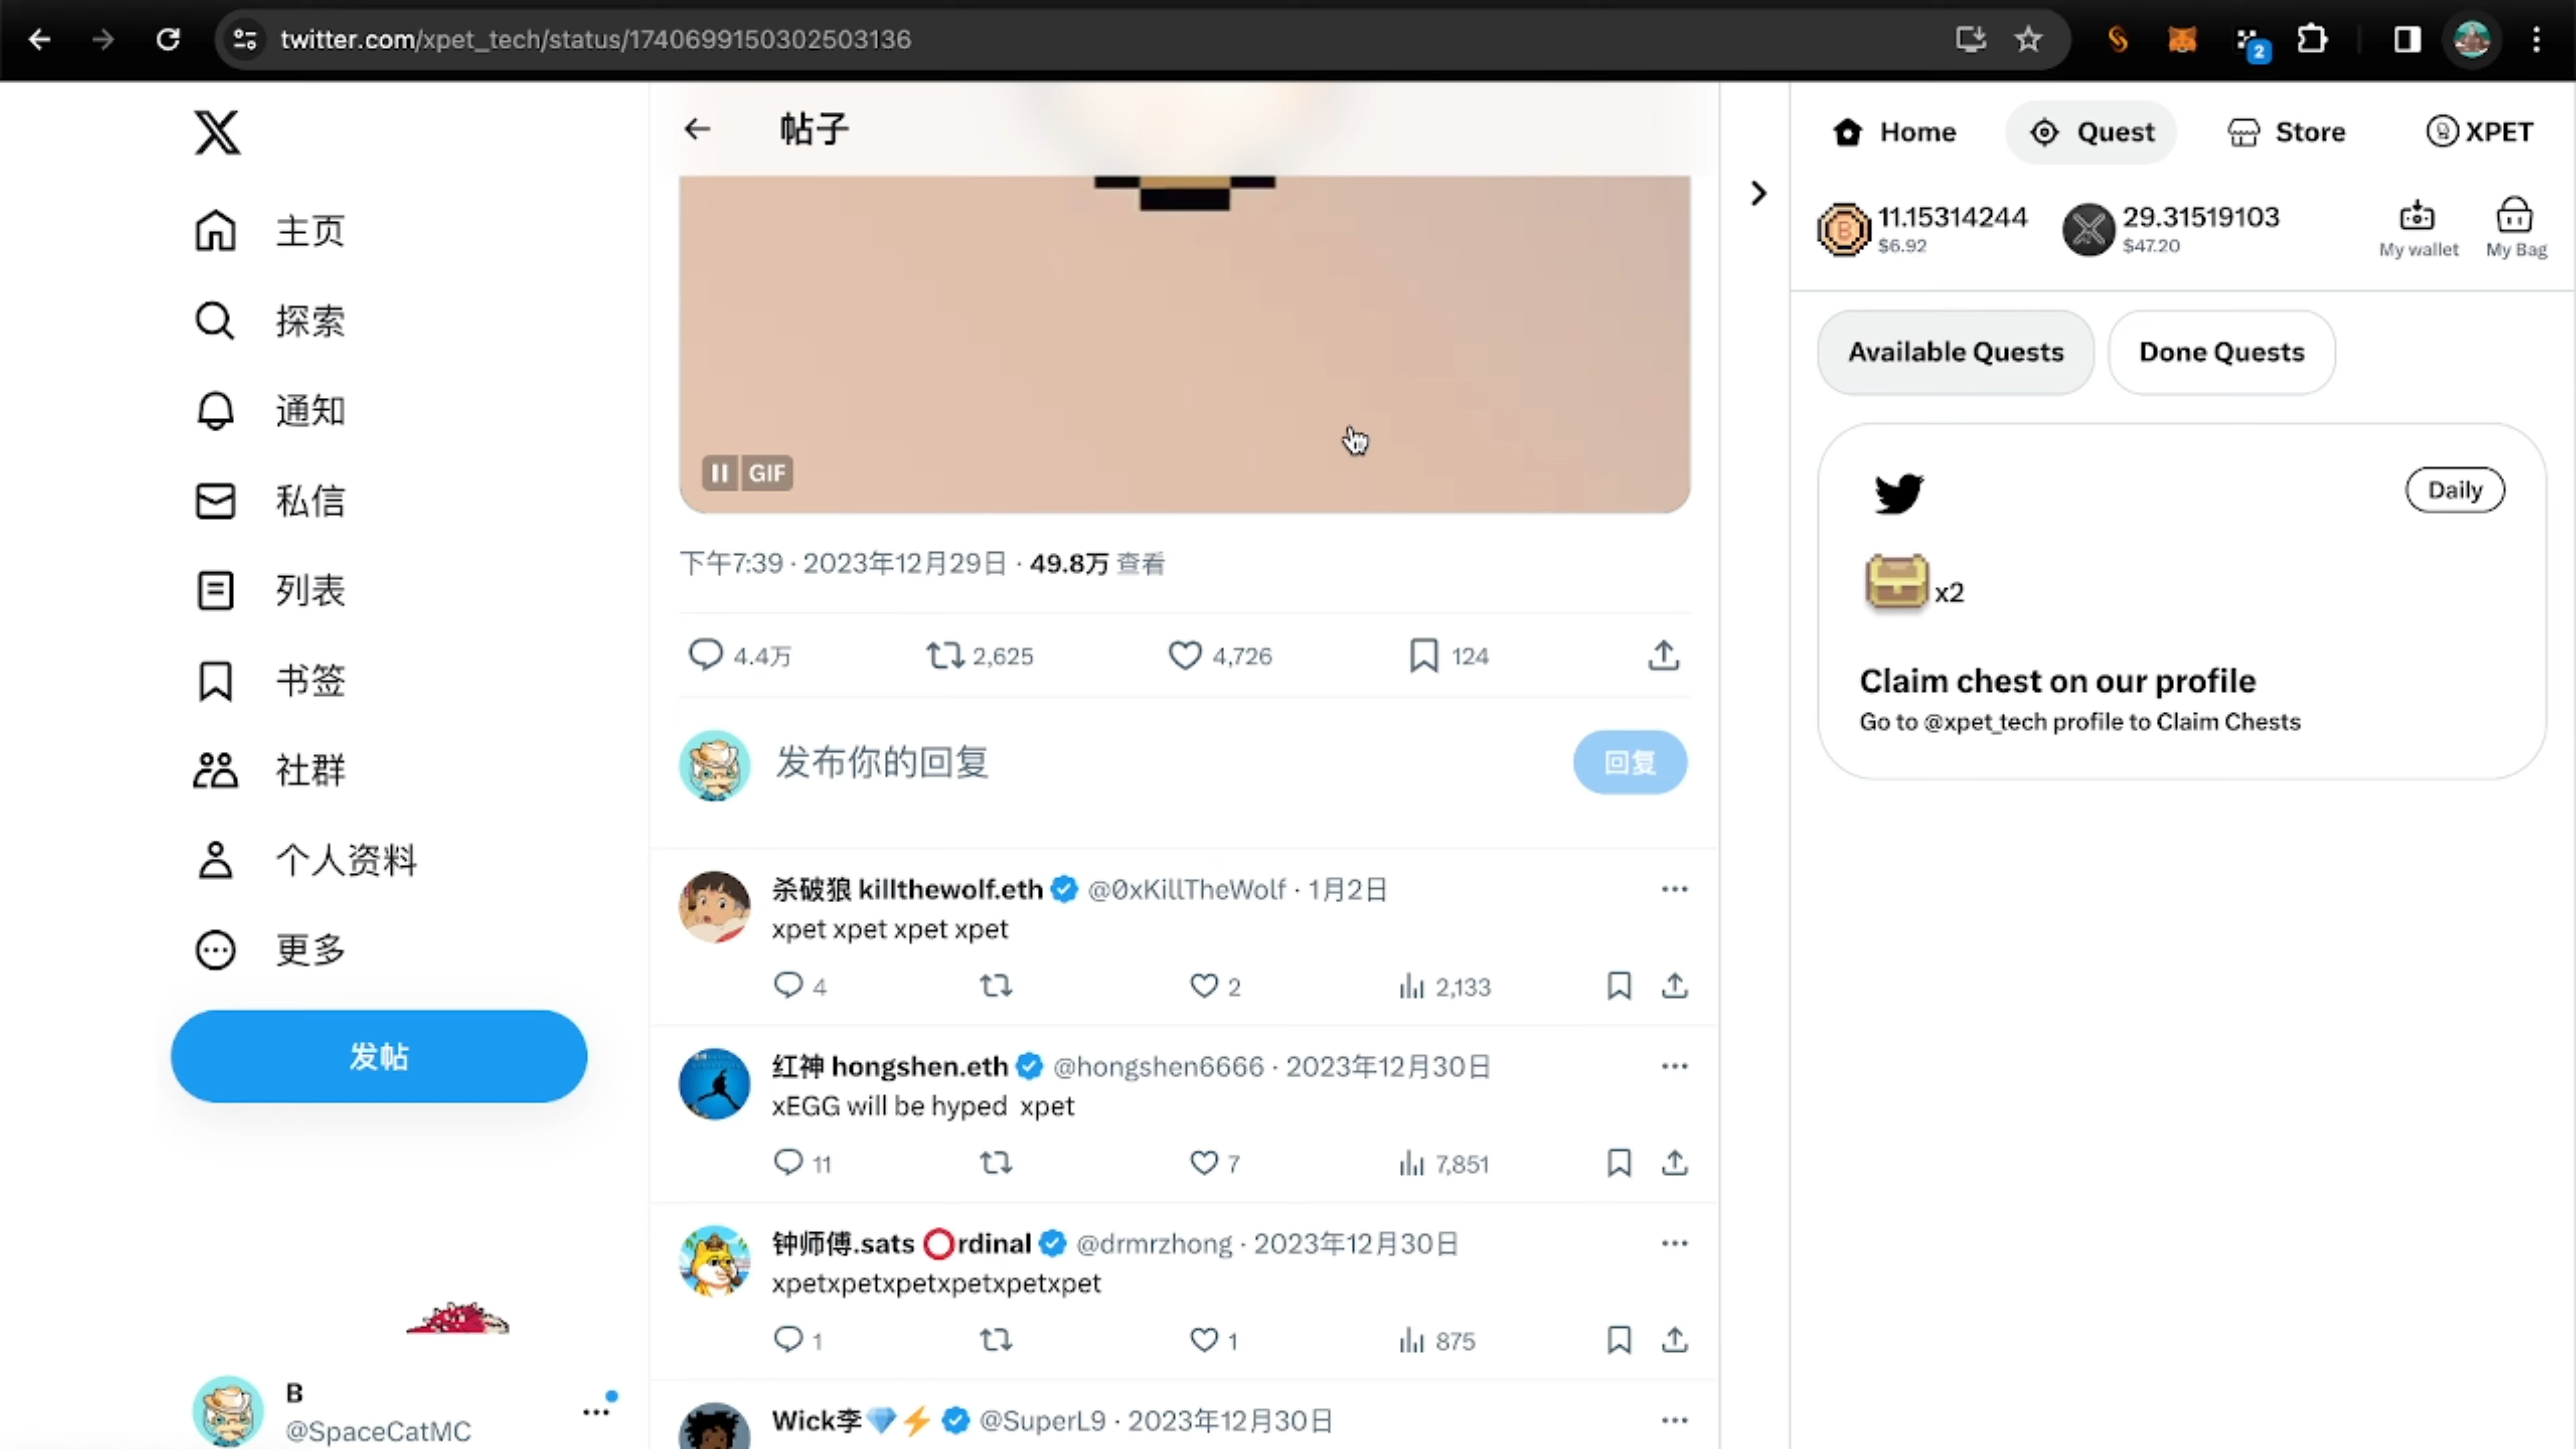 twitter.com/xpet_tech/status/1740699150302503136
2
主页
探索
通知
私信
列表
书签
社群
个人资料
更多
发帖
B
@SpaceCatMC
帖子
GIF
下午7:39 · 2023年12月29日 · 49.8万 查看
4.4万 2,625 4,726 124
发布你的回复
回复
杀破狼 killthewolf.eth @0xKillTheWolf · 1月2日
xpet xpet xpet xpet
4 2 2,133
红神 hongshen.eth @hongshen6666 · 2023年12月30日
xEGG will be hyped xpet
11 7 7,851
钟师傅.sats ⭕rdinal @drmrzhong · 2023年12月30日
xpetxpetxpetxpetxpetxpet
1 1 875
Wick李💎⚡ @SuperL9 · 2023年12月30日
Home Quest Store XPET
11.15314244 29.31519103
$6.92 $47.20
My wallet My Bag
Available Quests Done Quests
Daily
x2
Claim chest on our profile
Go to @xpet_tech profile to Claim Chests